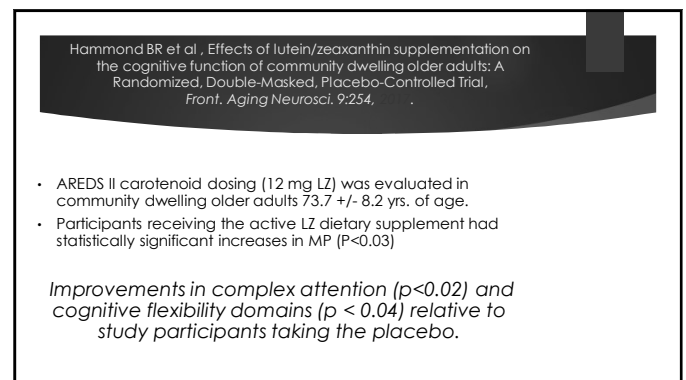 Hammond BR et al , Effects of lutein/zeaxanthin supplementation on
the cognitive function of community dwelling older adults: A
Randomized, Double-Masked, Placebo-Controlled Trial,
Front. Aging Neurosci. 9:254, .
• AREDS II carotenoid dosing (12 mg LZ) was evaluated in
community dwelling older adults 73.7 +/- 8.2 yrs. of age.
• Participants receiving the active LZ dietary supplement had
statistically significant increases in MP (P<0.03)
Improvements in complex attention (p<0.02) and
cognitive flexibility domains (p < 0.04) relative to
study participants taking the placebo.